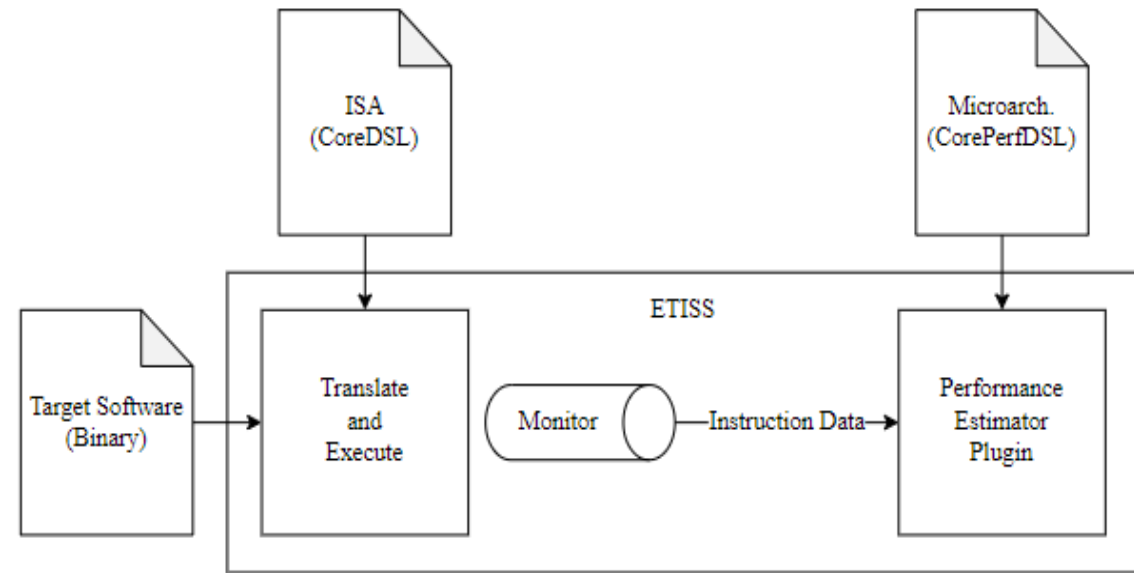 ISA
(CoreDSL)
Microarch.
(CorePerfDSL)
ETISS
Target Software
(Binary)
Translate
and
Execute
Monitor
Instruction Data
Performance
Estimator
Plugin